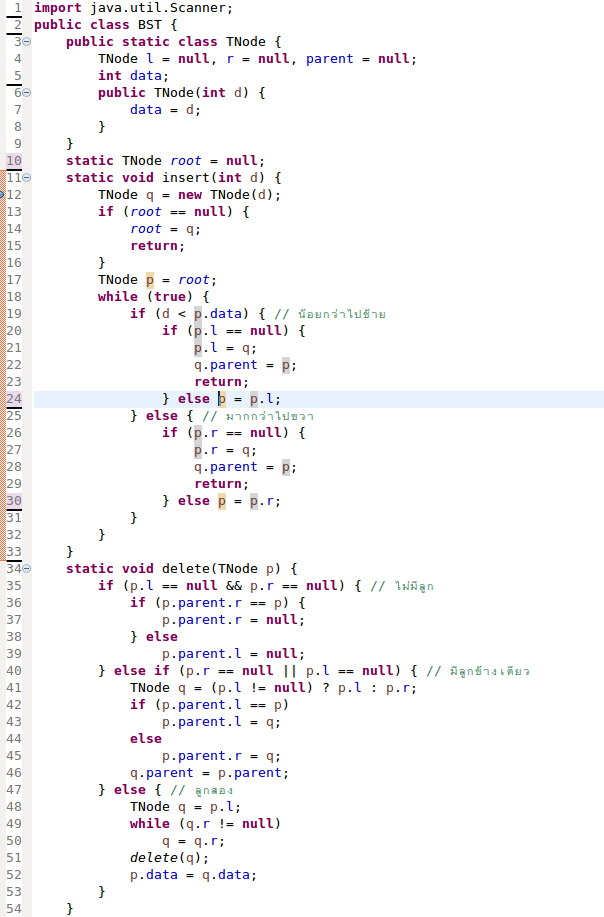 1 import java.util.Scanner;
2 public class BST {
3 public static class TNode {
4 TNode l = null, r = null, parent = null;
5 int data;
6 public TNode(int d) {
7 data = d;
8 }
9 }
10 static TNode root = null;
11 static void insert(int d) {
12 TNode q = new TNode(d);
13 if (root == null) {
14 root = q;
15 return;
16 }
17 TNode p = root;
18 while (true) {
19 if (d < p.data) { // น้อยกว่าไปซ้าย
20 if (p.l == null) {
21 p.l = q;
22 q.parent = p;
23 return;
24 } else p = p.l;
25 } else { // มากกว่าไปขวา
26 if (p.r == null) {
27 p.r = q;
28 q.parent = p;
29 return;
30 } else p = p.r;
31 }
32 }
33 }
34 static void delete(TNode p) {
35 if (p.l == null && p.r == null) { // ไม่มีลูก
36 if (p.parent.r == p) {
37 p.parent.r = null;
38 } else
39 p.parent.l = null;
40 } else if (p.r == null || p.l == null) { // มีลูกข้างเดียว
41 TNode q = (p.l != null) ? p.l : p.r;
42 if (p.parent.l == p)
43 p.parent.l = q;
44 else
45 p.parent.r = q;
46 q.parent = p.parent;
47 } else { // ลูกสอง
48 TNode q = p.l;
49 while (q.r != null)
50 q = q.r;
51 delete(q);
52 p.data = q.data;
53 }
54 }